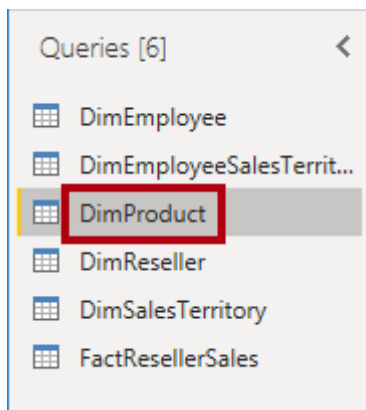 Queries [6]
DimEmployee
DimEmployeeSalesTerrit...
DimProduct
DimReseller
DimSalesTerritory
FactResellerSales